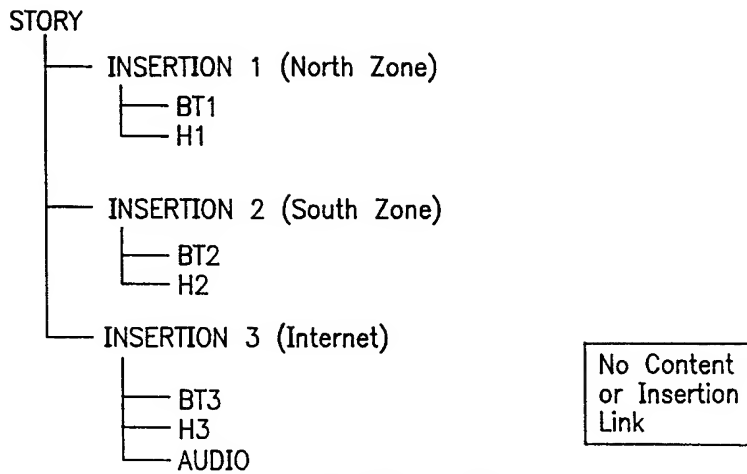 STORY
INSERTION 1 (North Zone)
BT1
H1
INSERTION 2 (South Zone)
BT2
H2
INSERTION 3 (Internet)
BT3
H3
AUDIO
No Content
or Insertion
Link